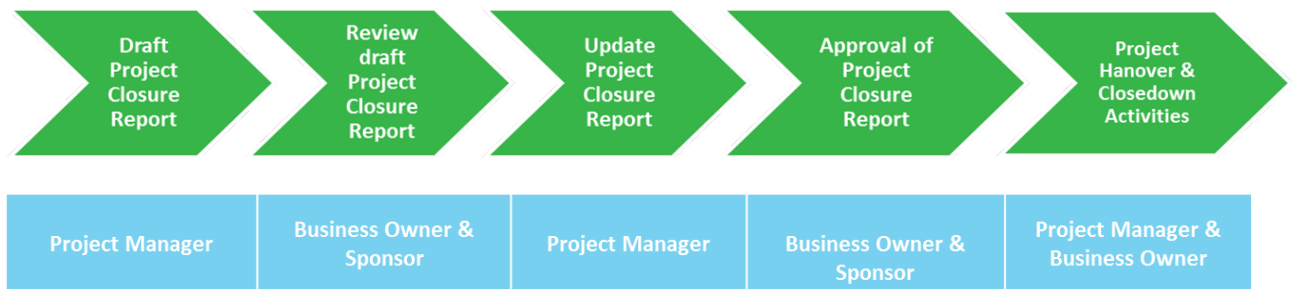 Draft
Project
Closure
Report
Review
draft
Project
Closure
Report
Update
Project
Closure
Report
Approval of
Project
Closure
Report
Project
Hanover &
Closedown
Activities
Project Manager
Business Owner &
Sponsor
Project Manager
Business Owner &
Sponsor
Project Manager &
Business Owner